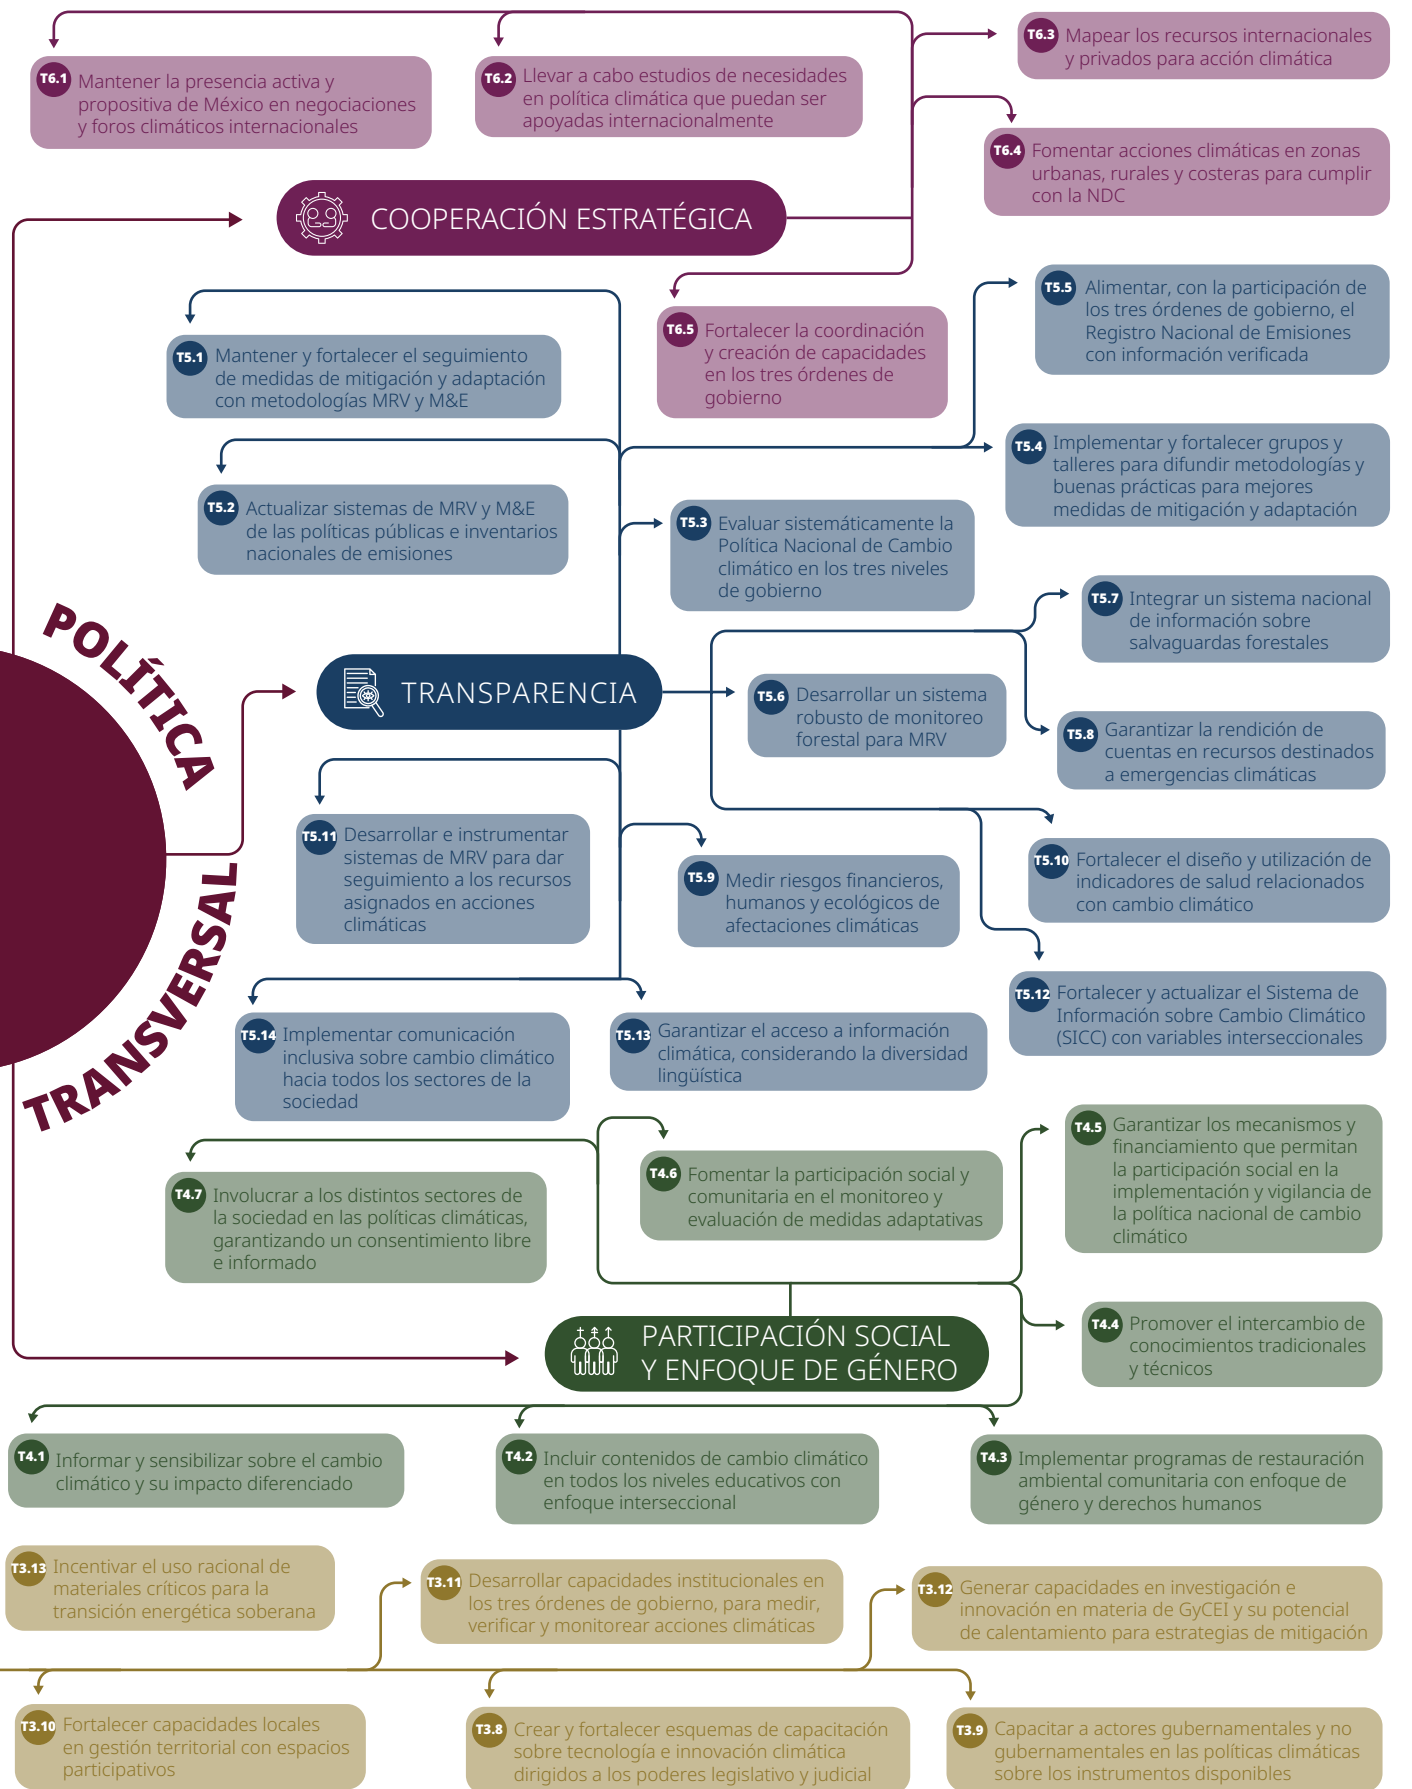 T6.1
Mantener la presencia activa y
propositiva de México en negociaciones
y foros climáticos internacionales
T6.2
Llevar a cabo estudios de necesidades
en política climática que puedan ser
apoyadas internacionalmente
T6.3
Mapear los recursos internacionales
y privados para acción climática
T6.4
Fomentar acciones climáticas en zonas
urbanas, rurales y costeras para cumplir
con la NDC
COOPERACIÓN ESTRATÉGICA
T6.5
Fortalecer la coordinación
y creación de capacidades
en los tres órdenes de
gobierno
T5.5
Alimentar, con la participación de
los tres órdenes de gobierno, el
Registro Nacional de Emisiones
con información verificada
T5.1
Mantener y fortalecer el seguimiento
de medidas de mitigación y adaptación
con metodologías MRV y M&E
T5.4
Implementar y fortalecer grupos y
talleres para difundir metodologías y
buenas prácticas para mejores
medidas de mitigación y adaptación
T5.2
Actualizar sistemas de MRV y M&E
de las políticas públicas e inventarios
nacionales de emisiones
T5.3
Evaluar sistemáticamente la
Política Nacional de Cambio
climático en los tres niveles
de gobierno
T5.7
Integrar un sistema nacional
de información sobre
salvaguardas forestales
POLÍTICA
TRANSVERSAL
TRANSPARENCIA
T5.6
Desarrollar un sistema
robusto de monitoreo
forestal para MRV
T5.8
Garantizar la rendición de
cuentas en recursos destinados
a emergencias climáticas
T5.11
Desarrollar e instrumentar
sistemas de MRV para dar
seguimiento a los recursos
asignados en acciones
climáticas
T5.9
Medir riesgos financieros,
humanos y ecológicos de
afectaciones climáticas
T5.10
Fortalecer el diseño y utilización de
indicadores de salud relacionados
con cambio climático
T5.12
Fortalecer y actualizar el Sistema de
Información sobre Cambio Climático
(SICC) con variables interseccionales
T5.14
Implementar comunicación
inclusiva sobre cambio climático
hacia todos los sectores de la
sociedad
T5.13
Garantizar el acceso a información
climática, considerando la diversidad
lingüística
T4.5
Garantizar los mecanismos y
financiamiento que permitan
la participación social en la
implementación y vigilancia de
la política nacional de cambio
climático
T4.6
Fomentar la participación social y
comunitaria en el monitoreo y
evaluación de medidas adaptativas
T4.7
Involucrar a los distintos sectores de
la sociedad en las políticas climáticas,
garantizando un consentimiento libre
e informado
PARTICIPACIÓN SOCIAL
Y ENFOQUE DE GÉNERO
T4.4
Promover el intercambio de
conocimientos tradicionales
y técnicos
T4.1
Informar y sensibilizar sobre el cambio
climático y su impacto diferenciado
T4.2
Incluir contenidos de cambio climático
en todos los niveles educativos con
enfoque interseccional
T4.3
Implementar programas de restauración
ambiental comunitaria con enfoque de
género y derechos humanos
T3.13
Incentivar el uso racional de
materiales críticos para la
transición energética soberana
T3.11
Desarrollar capacidades institucionales en
los tres órdenes de gobierno, para medir,
verificar y monitorear acciones climáticas
T3.12
Generar capacidades en investigación e
innovación en materia de GyCEI y su potencial
de calentamiento para estrategias de mitigación
T3.10
Fortalecer capacidades locales
en gestión territorial con espacios
participativos
T3.8
Crear y fortalecer esquemas de capacitación
sobre tecnología e innovación climática
dirigidos a los poderes legislativo y judicial
T3.9
Capacitar a actores gubernamentales y no
gubernamentales en las políticas climáticas
sobre los instrumentos disponibles